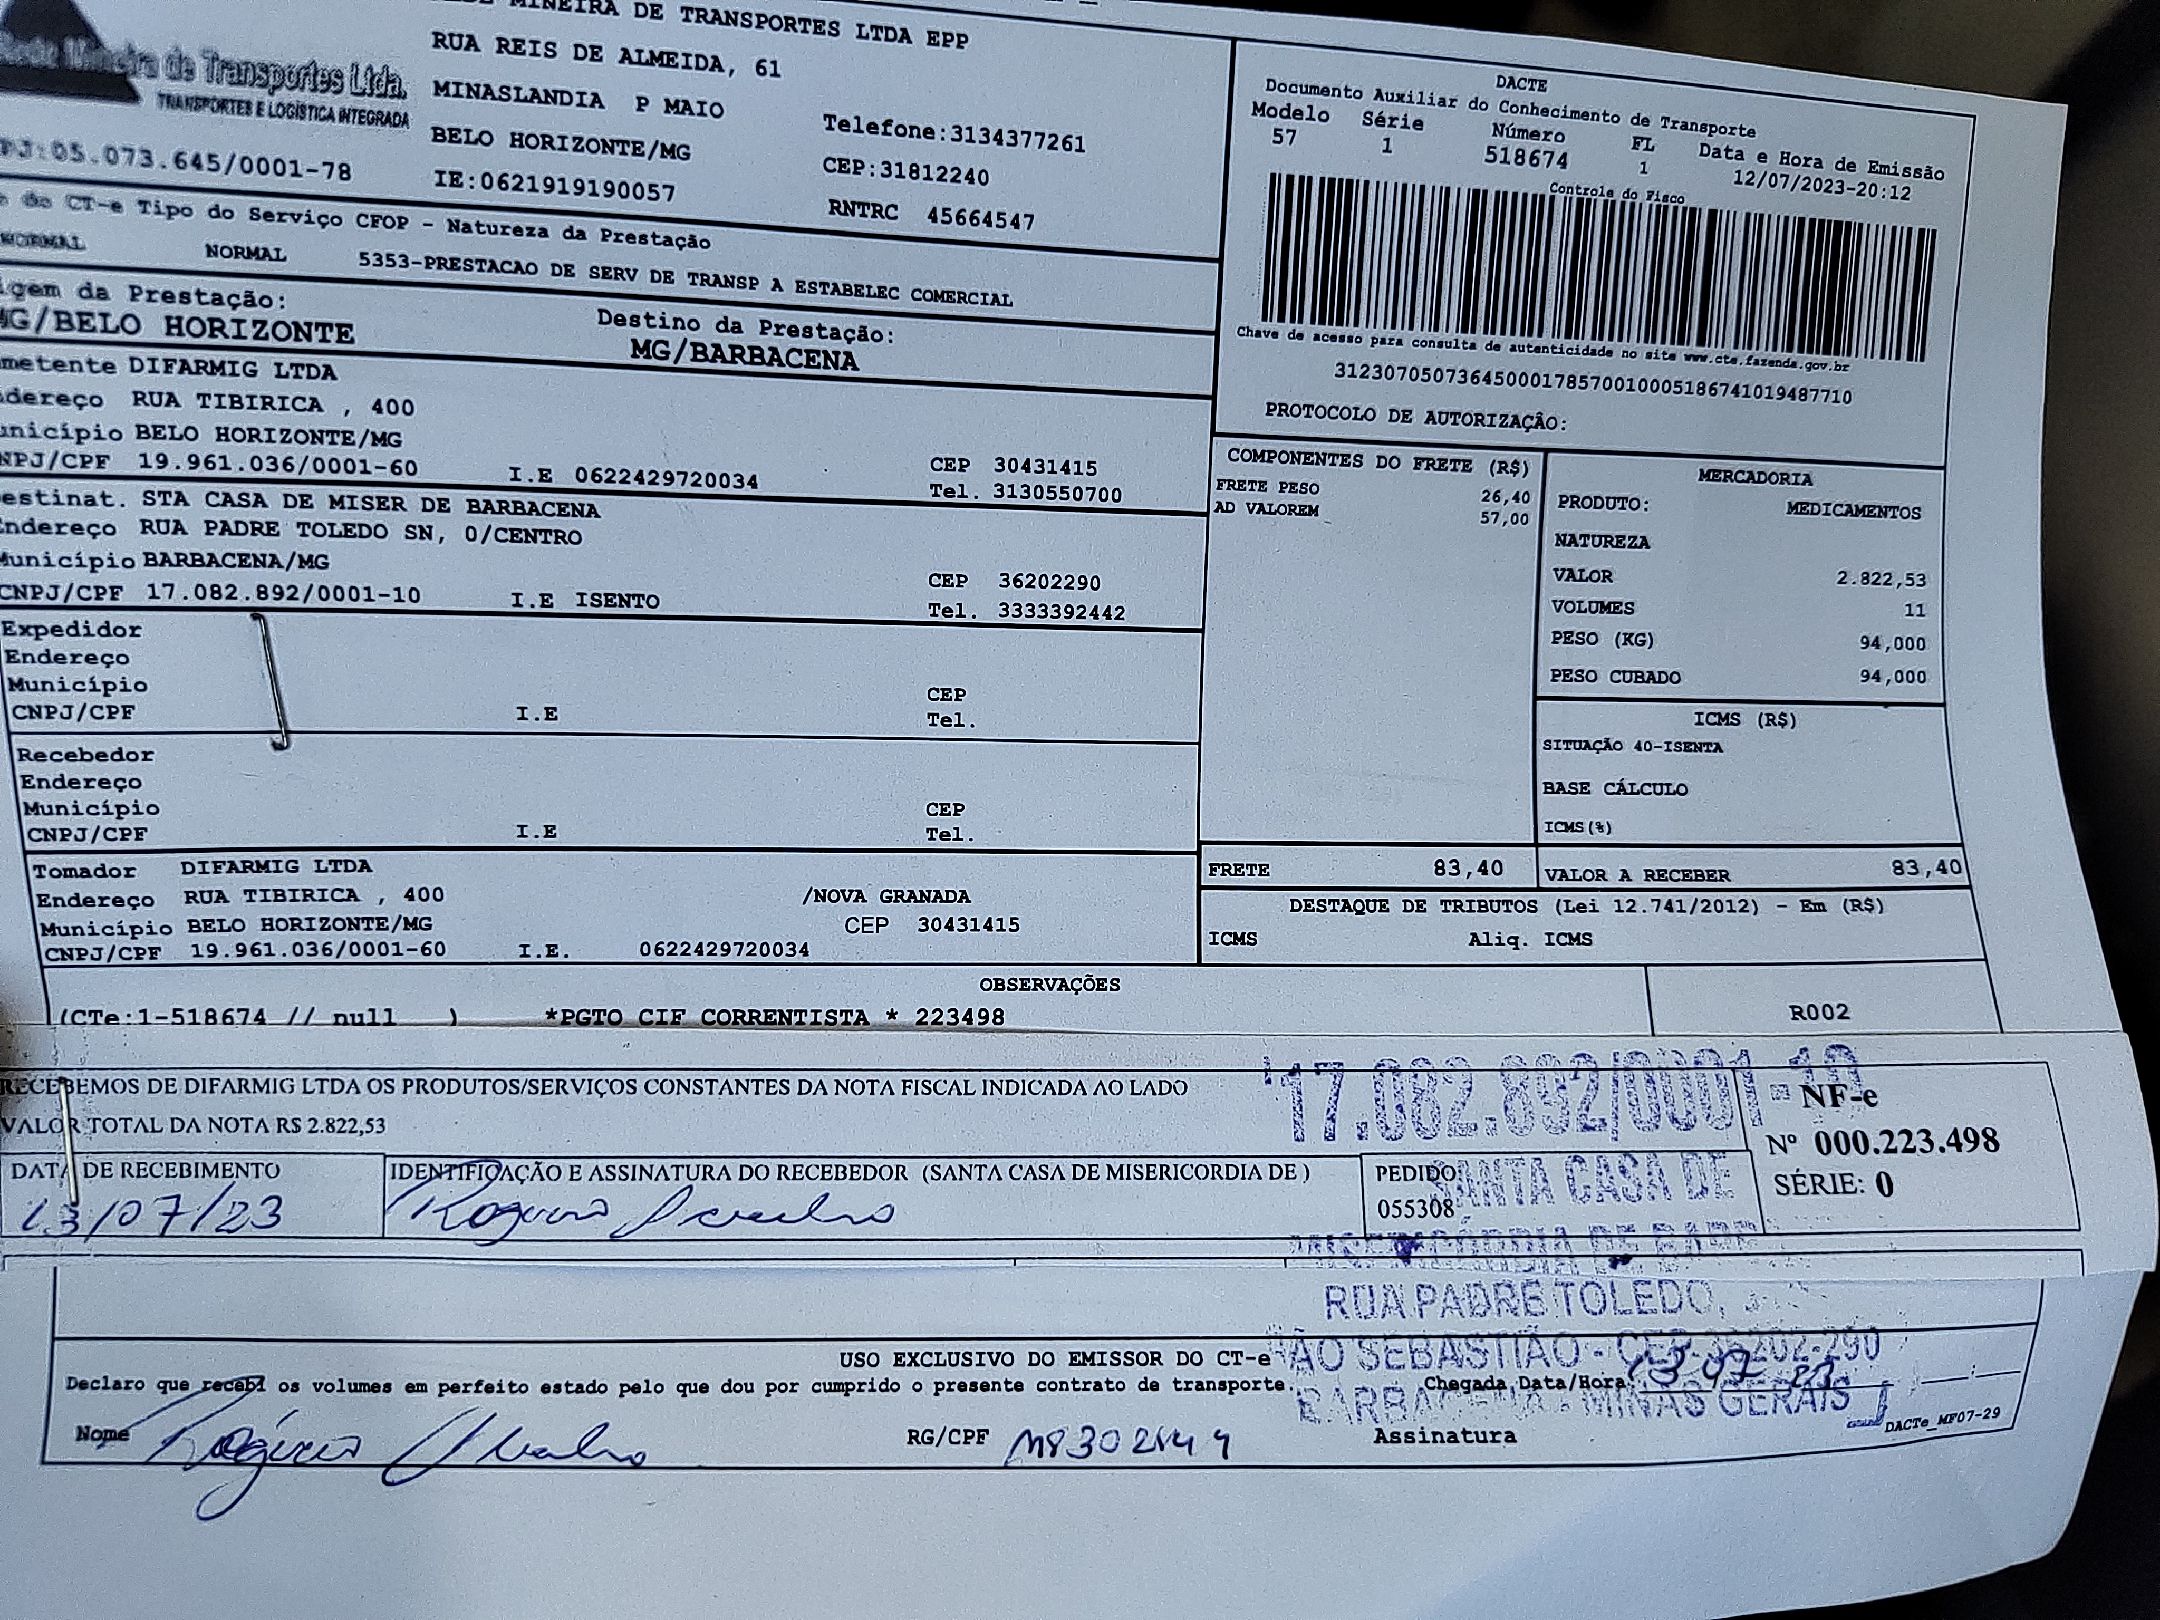 MINEIRA DE TRANSPORTES LTDA EPP
Mineira de Transportes Ltda.
TRANSPORTES E LOGÍSTICA INTEGRADA
RUA REIS DE ALMEIDA, 61
MINASLANDIA P MAIO
BELO HORIZONTE/MG
IE:0621919190057
Telefone:3134377261
CEP:31812240
RNTRC 45664547
PJ:05.073.645/0001-78
do CT-e Tipo do Serviço CFOP - Natureza da Prestação
NORMAL NORMAL 5353-PRESTACAO DE SERV DE TRANSP A ESTABELEC COMERCIAL
igem da Prestação:
MG/BELO HORIZONTE
Destino da Prestação:
MG/BARBACENA
metente DIFARMIG LTDA
dereço RUA TIBIRICA , 400
unicípio BELO HORIZONTE/MG
NPJ/CPF 19.961.036/0001-60 I.E 0622429720034
CEP 30431415
Tel. 3130550700
estinat. STA CASA DE MISER DE BARBACENA
Endereço RUA PADRE TOLEDO SN, 0/CENTRO
Município BARBACENA/MG
CNPJ/CPF 17.082.892/0001-10 I.E ISENTO
CEP 36202290
Tel. 3333392442
Expedidor
Endereço
Município
CNPJ/CPF I.E
CEP
Tel.
Recebedor
Endereço
Município
CNPJ/CPF I.E
CEP
Tel.
Tomador DIFARMIG LTDA
Endereço RUA TIBIRICA , 400 /NOVA GRANADA
Município BELO HORIZONTE/MG CEP 30431415
CNPJ/CPF 19.961.036/0001-60 I.E. 0622429720034
DACTE
Documento Auxiliar do Conhecimento de Transporte
Modelo Série Número FL Data e Hora de Emissão
57 1 518674 1 12/07/2023-20:12
Controle do Fisco
Chave de acesso para consulta de autenticidade no site www.cte.fazenda.gov.br
31230705073645000178570010005186741019487710
PROTOCOLO DE AUTORIZAÇÃO:
COMPONENTES DO FRETE (R$)
FRETE PESO 26,40
AD VALOREM 57,00
MERCADORIA
PRODUTO: MEDICAMENTOS
NATUREZA
VALOR 2.822,53
VOLUMES 11
PESO (KG) 94,000
PESO CUBADO 94,000
ICMS (R$)
SITUAÇÃO 40-ISENTA
BASE CÁLCULO
ICMS(%)
FRETE 83,40
VALOR A RECEBER 83,40
DESTAQUE DE TRIBUTOS (Lei 12.741/2012) - Em (R$)
ICMS Aliq. ICMS
OBSERVAÇÕES
(CTe:1-518674 // null ) *PGTO CIF CORRENTISTA * 223498
R002
RECEBEMOS DE DIFARMIG LTDA OS PRODUTOS/SERVIÇOS CONSTANTES DA NOTA FISCAL INDICADA AO LADO
VALOR TOTAL DA NOTA R$ 2.822,53
17.082.892/0001-10
NF-e
Nº 000.223.498
SÉRIE: 0
DATA DE RECEBIMENTO
13/07/23
IDENTIFICAÇÃO E ASSINATURA DO RECEBEDOR (SANTA CASA DE MISERICORDIA DE )
PEDIDO
055308
SANTA CASA DE
RUA PADRE TOLEDO,
ÃO SEBASTIÃO - CEP 36202-290
BARBACENA - MINAS GERAIS
USO EXCLUSIVO DO EMISSOR DO CT-e
Declaro que recebi os volumes em perfeito estado pelo que dou por cumprido o presente contrato de transporte.
Chegada Data/Hora: 13 07 23
Nome
RG/CPF
Assinatura
DACTe_MF07-29